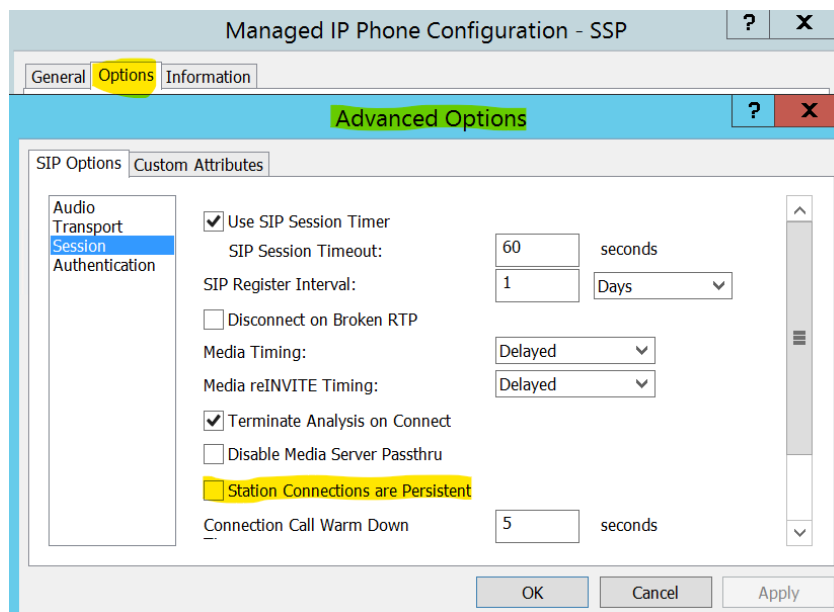 Managed IP Phone Configuration - SSP
? X
General Options Information
Advanced Options
? X
SIP Options Custom Attributes
Audio
Transport
Session
Authentication
Use SIP Session Timer
SIP Session Timeout: 60 seconds
SIP Register Interval: 1 Days
Disconnect on Broken RTP
Media Timing: Delayed
Media reINVITE Timing: Delayed
Terminate Analysis on Connect
Disable Media Server Passthru
Station Connections are Persistent
Connection Call Warm Down 5 seconds
OK Cancel Apply